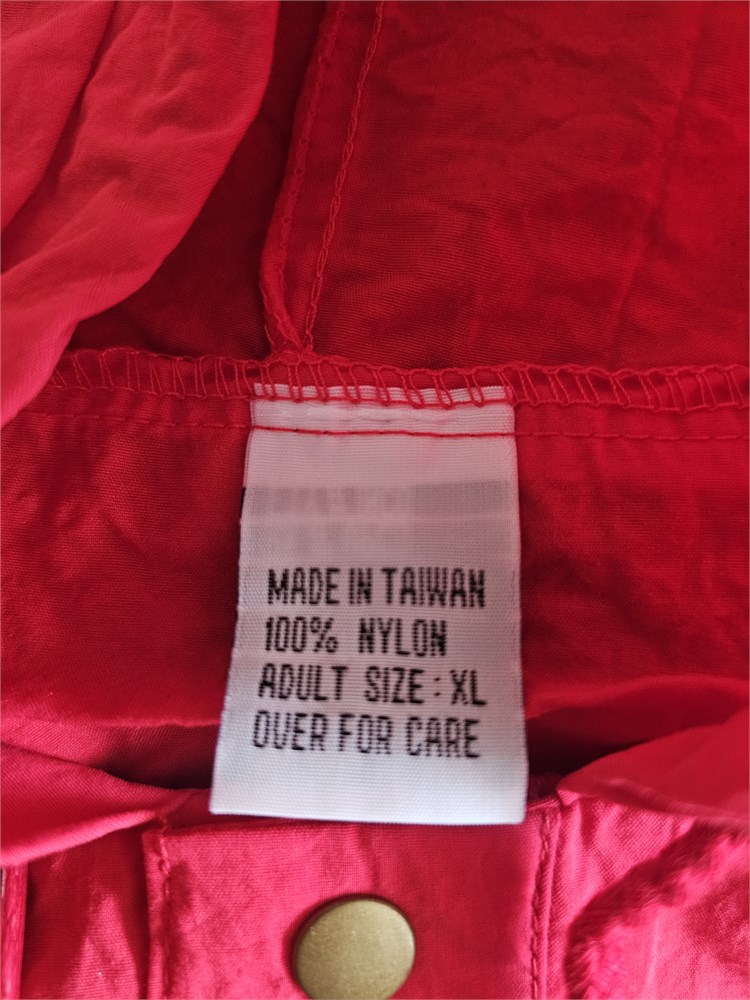 MADE IN TAIWAN
100% NYLON
ADULT SIZE : XL
OVER FOR CARE